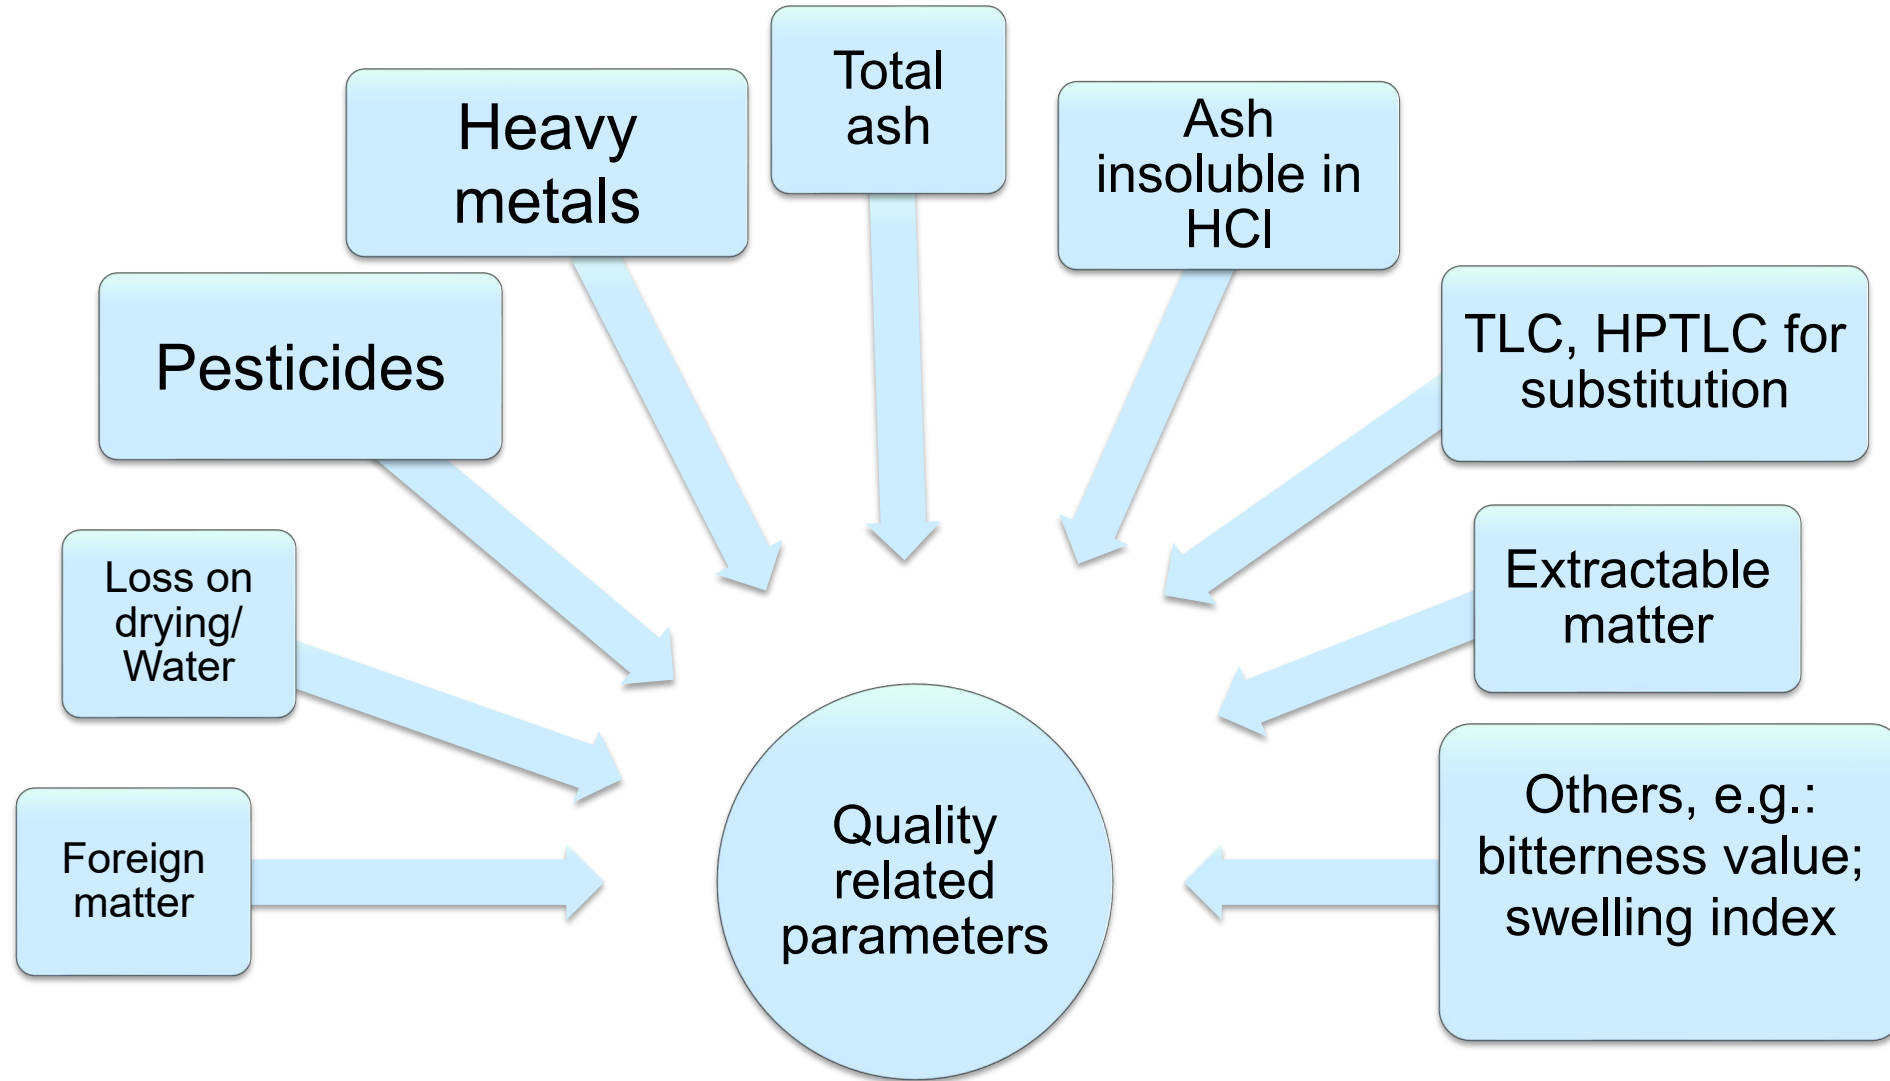 Total
ash
Heavy
metals
Ash
insoluble in
HCl
Pesticides
TLC, HPTLC for
substitution
Loss on
drying/
Water
Extractable
matter
Foreign
matter
Quality
related
parameters
Others, e.g.:
bitterness value;
swelling index